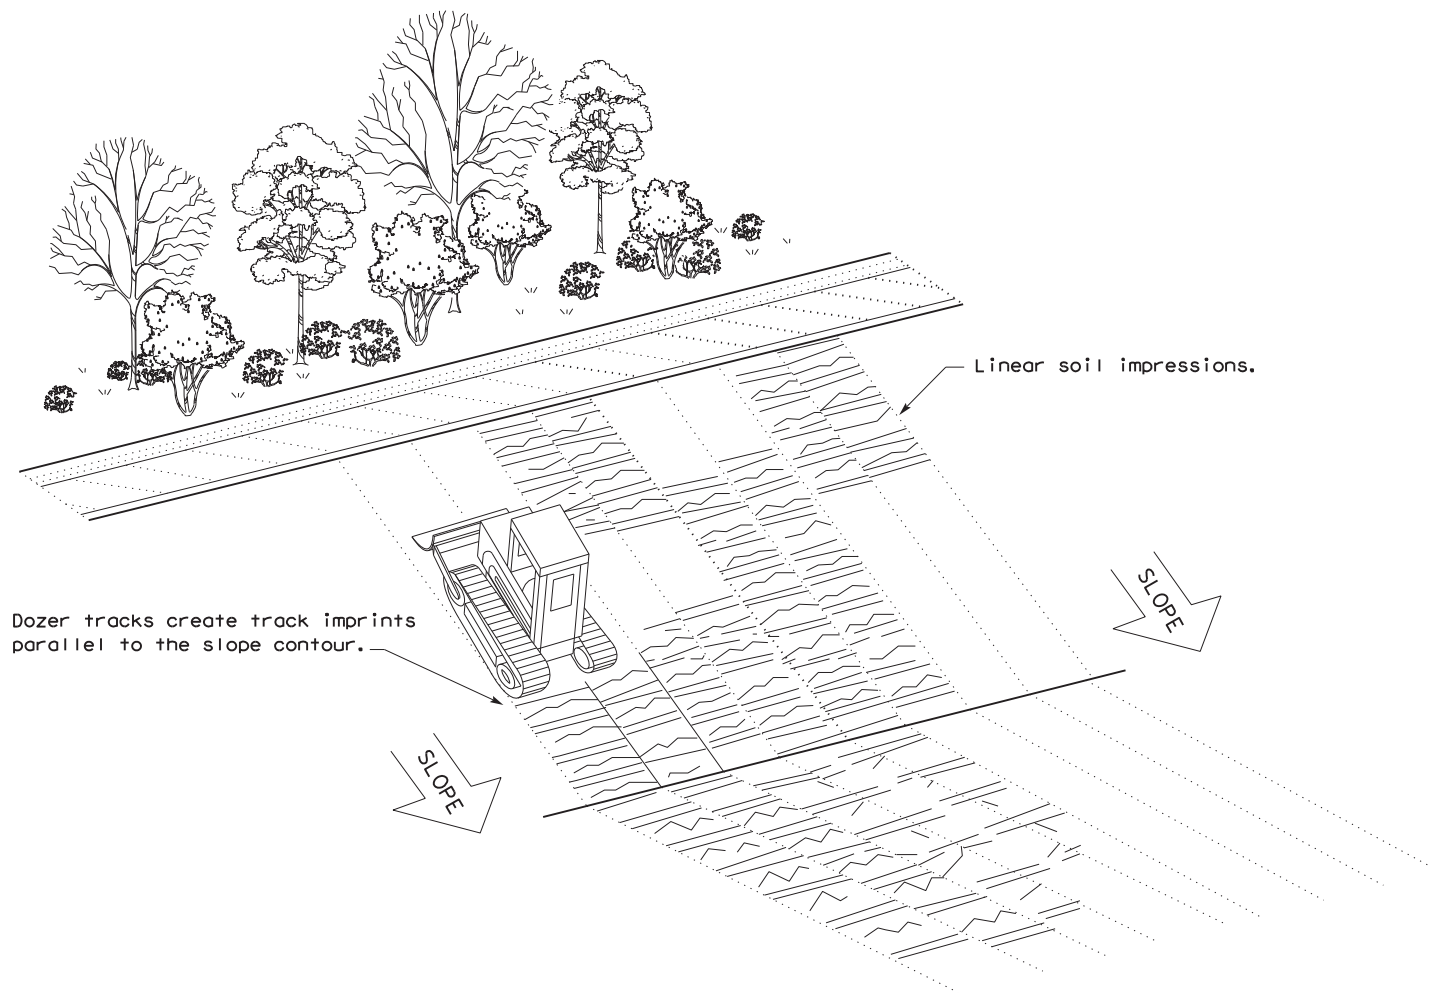 Linear soil impressions.
SLOPE
Dozer tracks create track imprints
parallel to the slope contour.
SLOPE